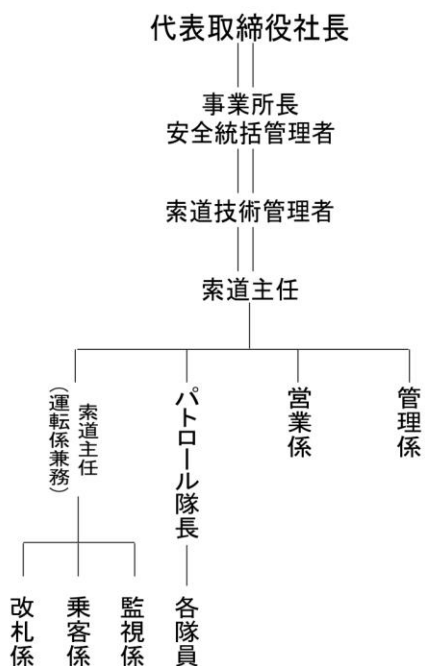 代表取締役社長
事業所長
安全統括管理者
索道技術管理者
索道主任
索道主任
(運転係兼務)
パトロール隊長
営業係
管理係
改札係
乗客係
監視係
各隊員